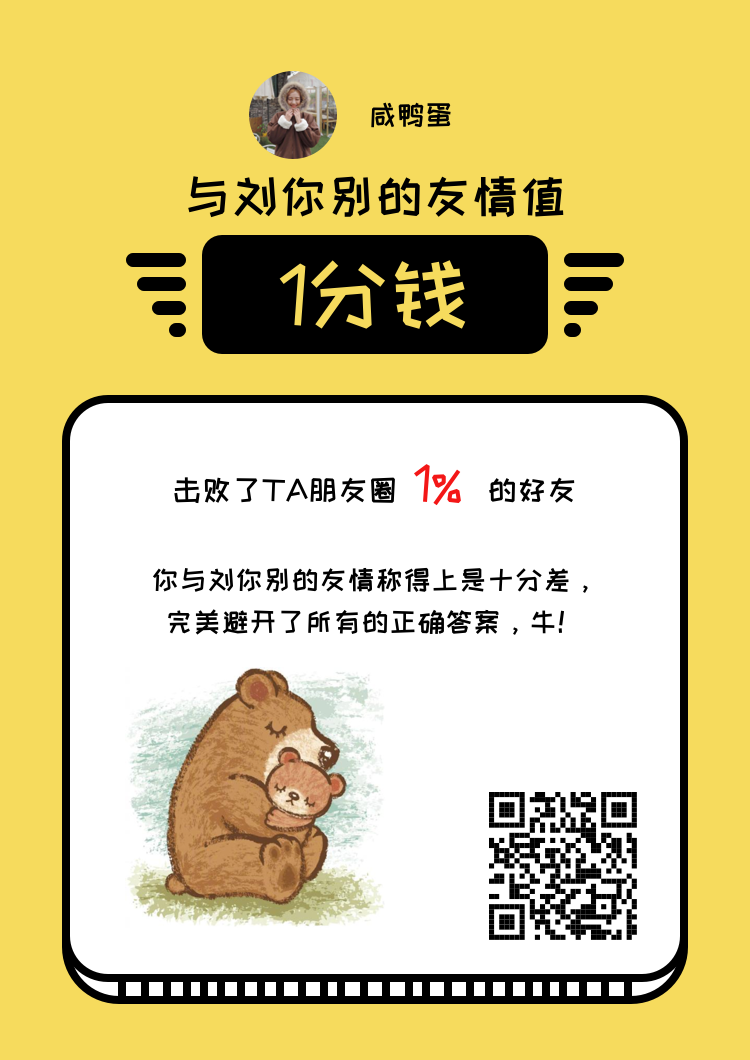 咸鸭蛋
与刘你别的友情值
1分钱
击败了TA朋友圈 1% 的好友
你与刘你别的友情称得上是十分差，
完美避开了所有的正确答案，牛!